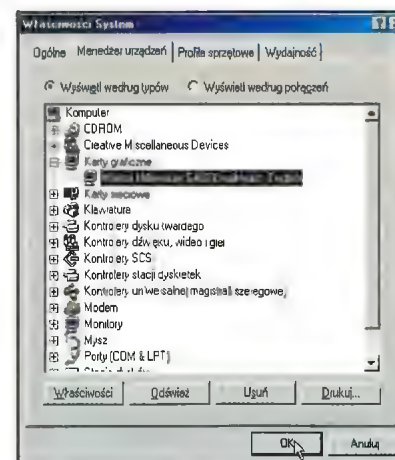 Właściwości System
Ogólne Menedżer urządzeń Profile sprzętowe Wydajność
Wyświetl według typów Wyświetl według połączeń
Komputer
CDROM
Creative Miscellaneous Devices
Karty graficzne
Karty sieciowe
Klawiatura
Kontrolery dysku twardego
Kontrolery dźwięku, wideo i gier
Kontrolery SCS
Kontrolery stacji dyskietek
Kontrolery uniwersalnej magistrali szeregowej
Modem
Monitory
Mysz
Porty (COM & LPT)
Właściwości Odśwież Usuń Drukuj...
OK Anuluj